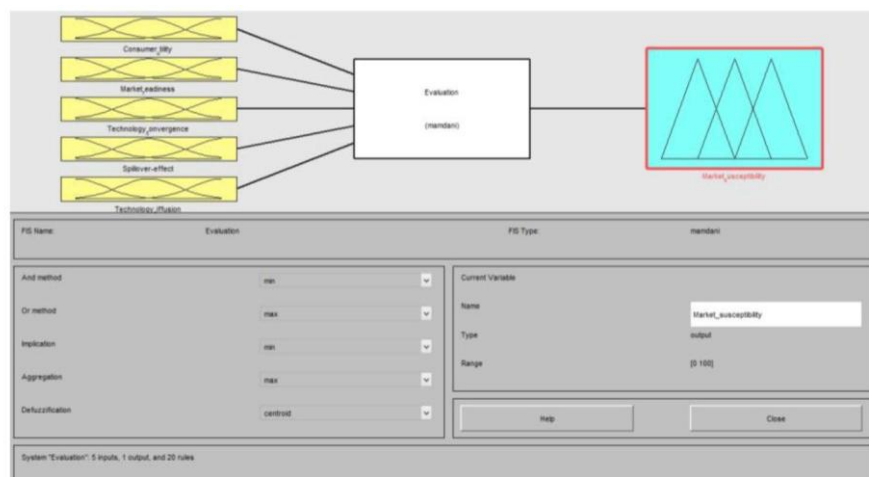 Consumer_tility
Market_eadiness
Technology_onvergence
Spillover-effect
Technology_iffusion
Evaluation
(mamdani)
Market_usceptibility
FIS Name: Evaluation FIS Type: mamdani
And method min
Or method max
Implication min
Aggregation max
Defuzzification centroid
Current Variable
Name Market_susceptibility
Type output
Range [0 100]
Help Close
System "Evaluation": 5 inputs, 1 output, and 20 rules